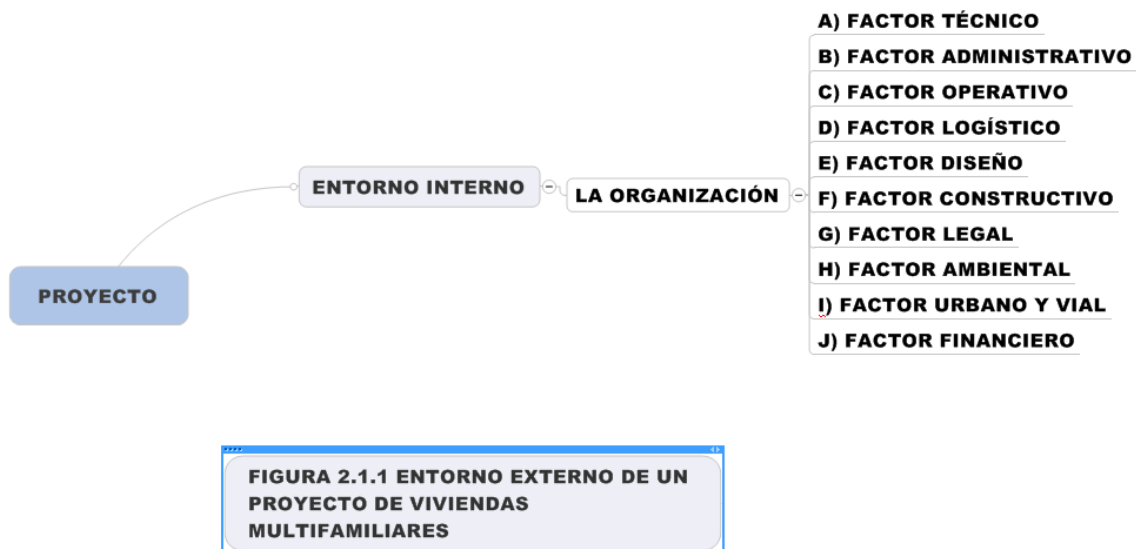 A) FACTOR TÉCNICO
B) FACTOR ADMINISTRATIVO
C) FACTOR OPERATIVO
D) FACTOR LOGÍSTICO
E) FACTOR DISEÑO
ENTORNO INTERNO
LA ORGANIZACIÓN
F) FACTOR CONSTRUCTIVO
G) FACTOR LEGAL
H) FACTOR AMBIENTAL
PROYECTO
I) FACTOR URBANO Y VIAL
J) FACTOR FINANCIERO
FIGURA 2.1.1 ENTORNO EXTERNO DE UN
PROYECTO DE VIVIENDAS
MULTIFAMILIARES